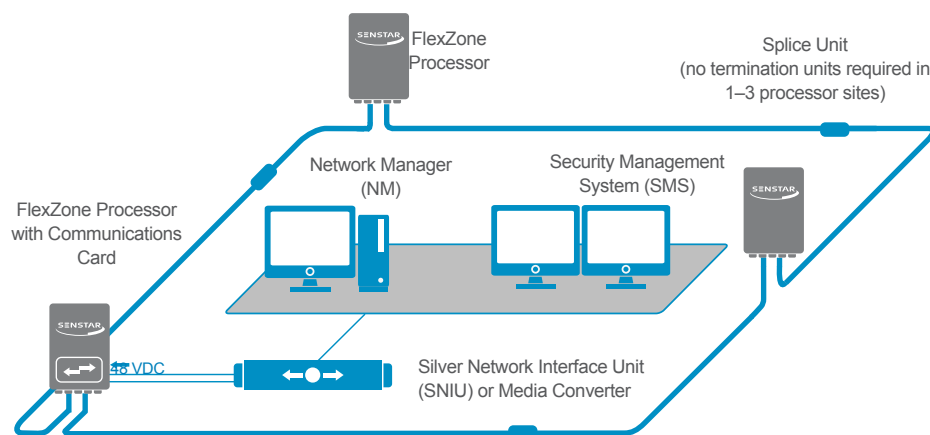 SENSTAR
FlexZone
Processor
Splice Unit
(no termination units required in
1–3 processor sites)
Network Manager
(NM)
Security Management
System (SMS)
SENSTAR
FlexZone Processor
with Communications
Card
SENSTAR
48 VDC
Silver Network Interface Unit
(SNIU) or Media Converter